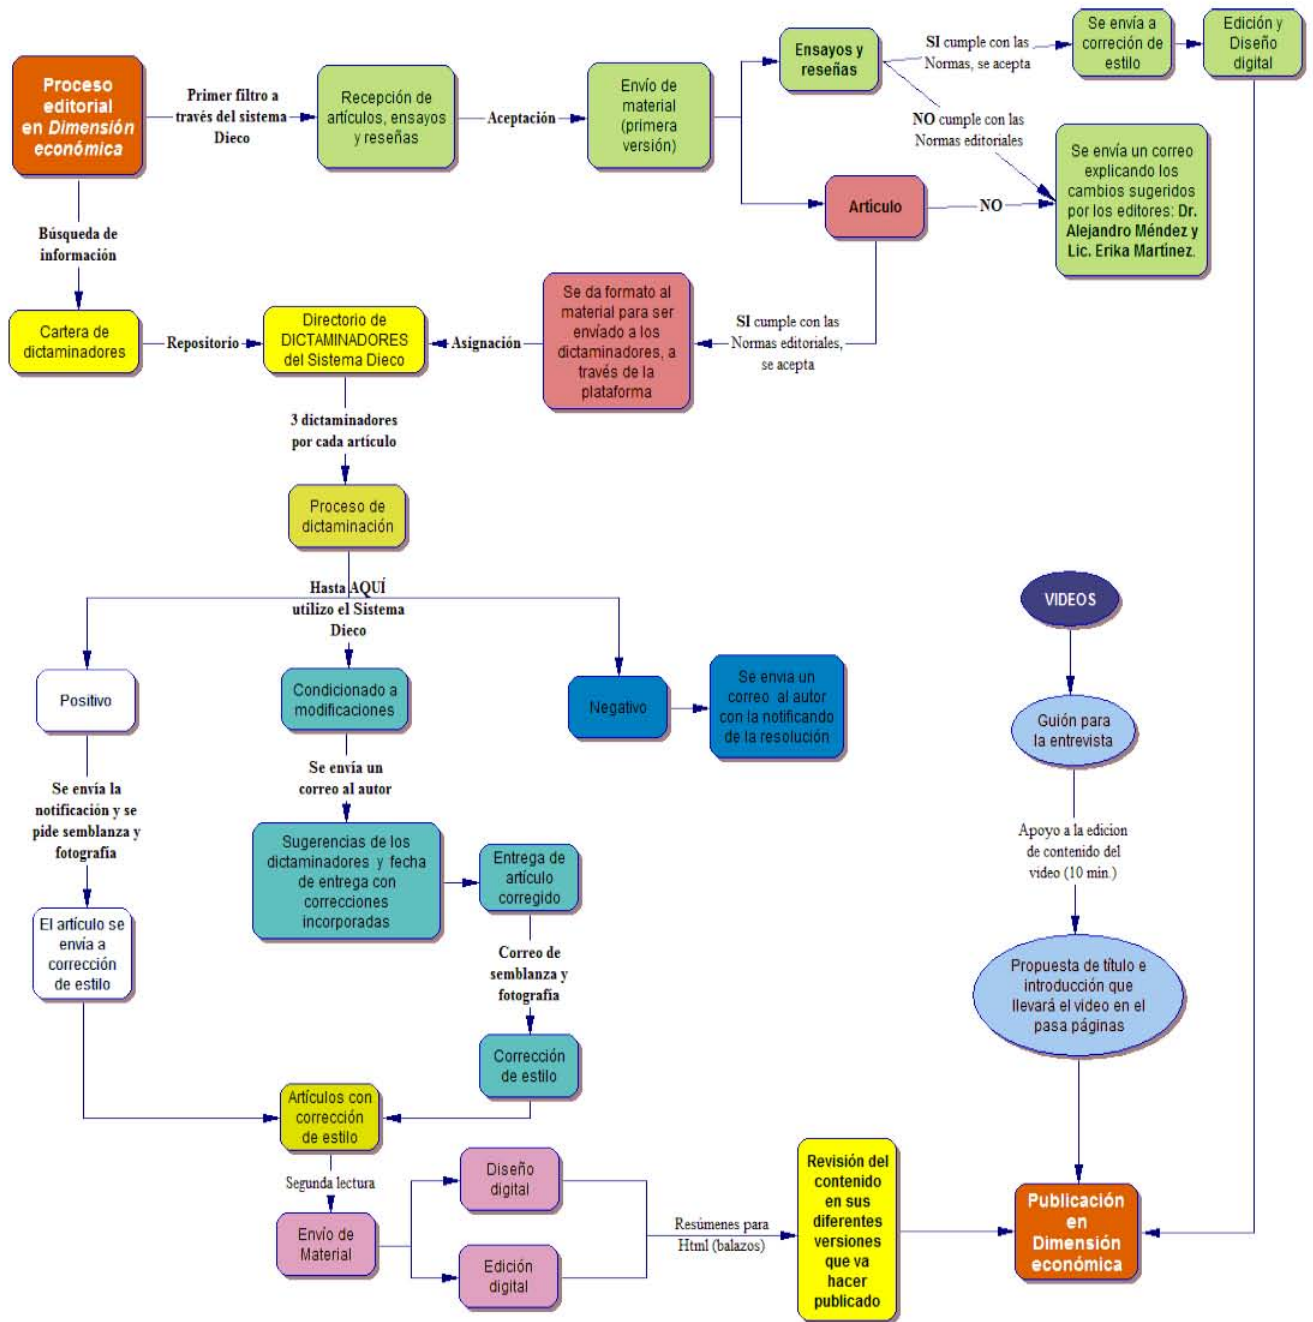 Proceso
editorial
en Dimensión
económica
Primer filtro a
través del sistema
Dieco
Recepción de
artículos, ensayos
y reseñas
Aceptación
Envío de
material
(primera
versión)
Ensayos y
reseñas
SI cumple con las
Normas, se acepta
Se envía a
correción de
estilo
Edición y
Diseño
digital
NO cumple con las
Normas editoriales
Se envía un correo
explicando los
cambios sugeridos
por los editores: Dr.
Alejandro Méndez y
Lic. Erika Martínez.
Articulo
NO
Búsqueda de
información
Cartera de
dictaminadores
Repositorio
Directorio de
DICTAMINADORES
del Sistema Dieco
Asignación
Se da formato al
material para ser
envíado a los
dictaminadores, a
través de la
plataforma
SI cumple con las
Normas editoriales,
se acepta
3 dictaminadores
por cada artículo
Proceso de
dictaminación
Hasta AQUÍ
utilizo el Sistema
Dieco
Positivo
Condicionado a
modificaciones
Negativo
Se envia un
correo al autor
con la notificando
de la resolución
VIDEOS
Guión para
la entrevista
Apoyo a la edicion
de contenido del
video (10 min.)
Propuesta de título e
introducción que
llevará el video en el
pasa páginas
Se envía la
notificación y se
pide semblanza y
fotografía
El artículo se
envía a
corrección
de estilo
Se envía un
correo al autor
Sugerencias de los
dictaminadores y fecha
de entrega con
correcciones
incorporadas
Entrega de
artículo
corregido
Correo de
semblanza y
fotografía
Corrección
de estilo
Artículos con
corrección
de estilo
Segunda lectura
Envío de
Material
Diseño
digital
Edición
digital
Resúmenes para
Html (balazos)
Revisión del
contenido
en sus
diferentes
versiones
que va
hacer
publicado
Publicación
en
Dimensión
económica